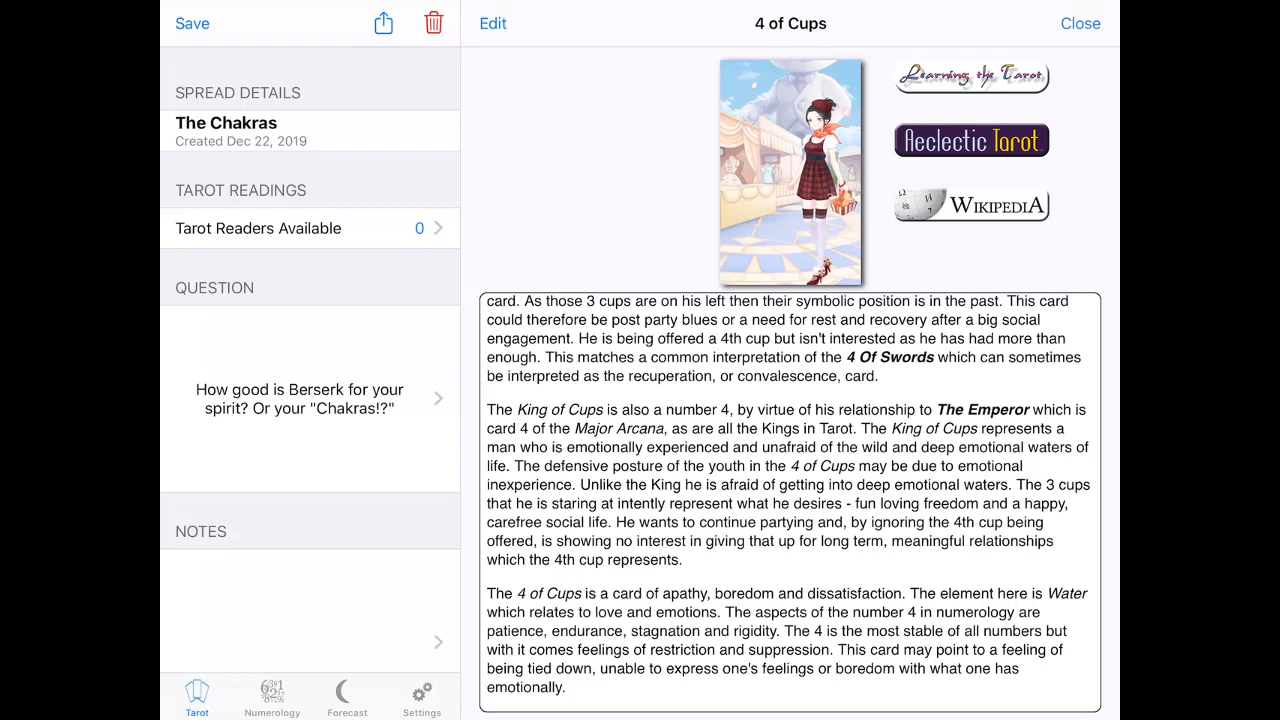 Save
SPREAD DETAILS
The Chakras
Created Dec 22, 2019
TAROT READINGS
Tarot Readers Available 0
QUESTION
How good is Berserk for your
spirit? Or your "Chakras!?"
NOTES
Tarot
Numerology
Forecast
Settings
Edit
4 of Cups
Close
Learning the Tarot
Aeclectic Tarot
WIKIPEDIA
card. As those 3 cups are on his left then their symbolic position is in the past. This card
could therefore be post party blues or a need for rest and recovery after a big social
engagement. He is being offered a 4th cup but isn't interested as he has had more than
enough. This matches a common interpretation of the 4 Of Swords which can sometimes
be interpreted as the recuperation, or convalescence, card.
The King of Cups is also a number 4, by virtue of his relationship to The Emperor which is
card 4 of the Major Arcana, as are all the Kings in Tarot. The King of Cups represents a
man who is emotionally experienced and unafraid of the wild and deep emotional waters of
life. The defensive posture of the youth in the 4 of Cups may be due to emotional
inexperience. Unlike the King he is afraid of getting into deep emotional waters. The 3 cups
that he is staring at intently represent what he desires - fun loving freedom and a happy,
carefree social life. He wants to continue partying and, by ignoring the 4th cup being
offered, is showing no interest in giving that up for long term, meaningful relationships
which the 4th cup represents.
The 4 of Cups is a card of apathy, boredom and dissatisfaction. The element here is Water
which relates to love and emotions. The aspects of the number 4 in numerology are
patience, endurance, stagnation and rigidity. The 4 is the most stable of all numbers but
with it comes feelings of restriction and suppression. This card may point to a feeling of
being tied down, unable to express one's feelings or boredom with what one has
emotionally.